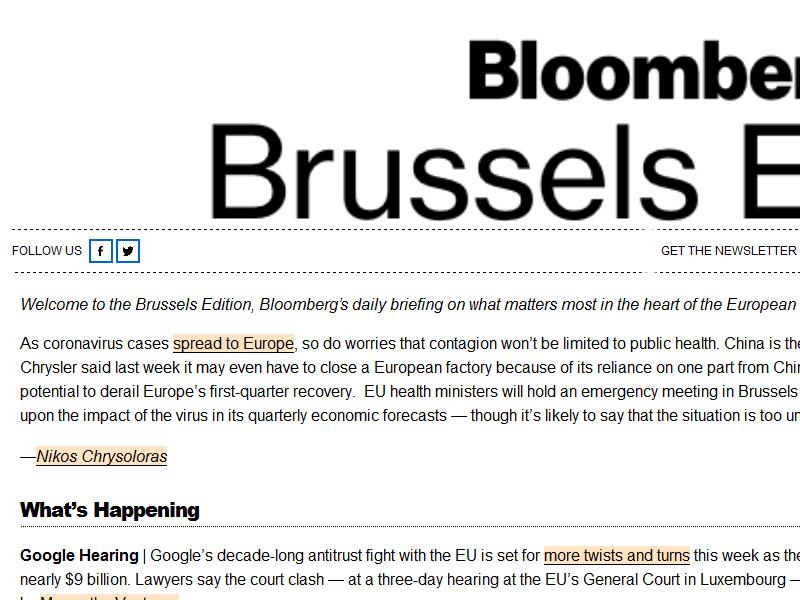 Bloomber
Brussels E
FOLLOW US
GET THE NEWSLETTER
Welcome to the Brussels Edition, Bloomberg's daily briefing on what matters most in the heart of the European
As coronavirus cases spread to Europe, so do worries that contagion won't be limited to public health. China is the
Chrysler said last week it may even have to close a European factory because of its reliance on one part from Chin
potential to derail Europe's first-quarter recovery. EU health ministers will hold an emergency meeting in Brussels
upon the impact of the virus in its quarterly economic forecasts — though it's likely to say that the situation is too un
—Nikos Chrysoloras
What's Happening
Google Hearing | Google's decade-long antitrust fight with the EU is set for more twists and turns this week as the
nearly $9 billion. Lawyers say the court clash — at a three-day hearing at the EU's General Court in Luxembourg —